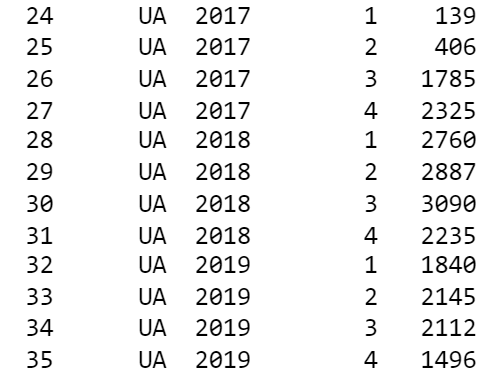 24 UA 2017 1 139
25 UA 2017 2 406
26 UA 2017 3 1785
27 UA 2017 4 2325
28 UA 2018 1 2760
29 UA 2018 2 2887
30 UA 2018 3 3090
31 UA 2018 4 2235
32 UA 2019 1 1840
33 UA 2019 2 2145
34 UA 2019 3 2112
35 UA 2019 4 1496